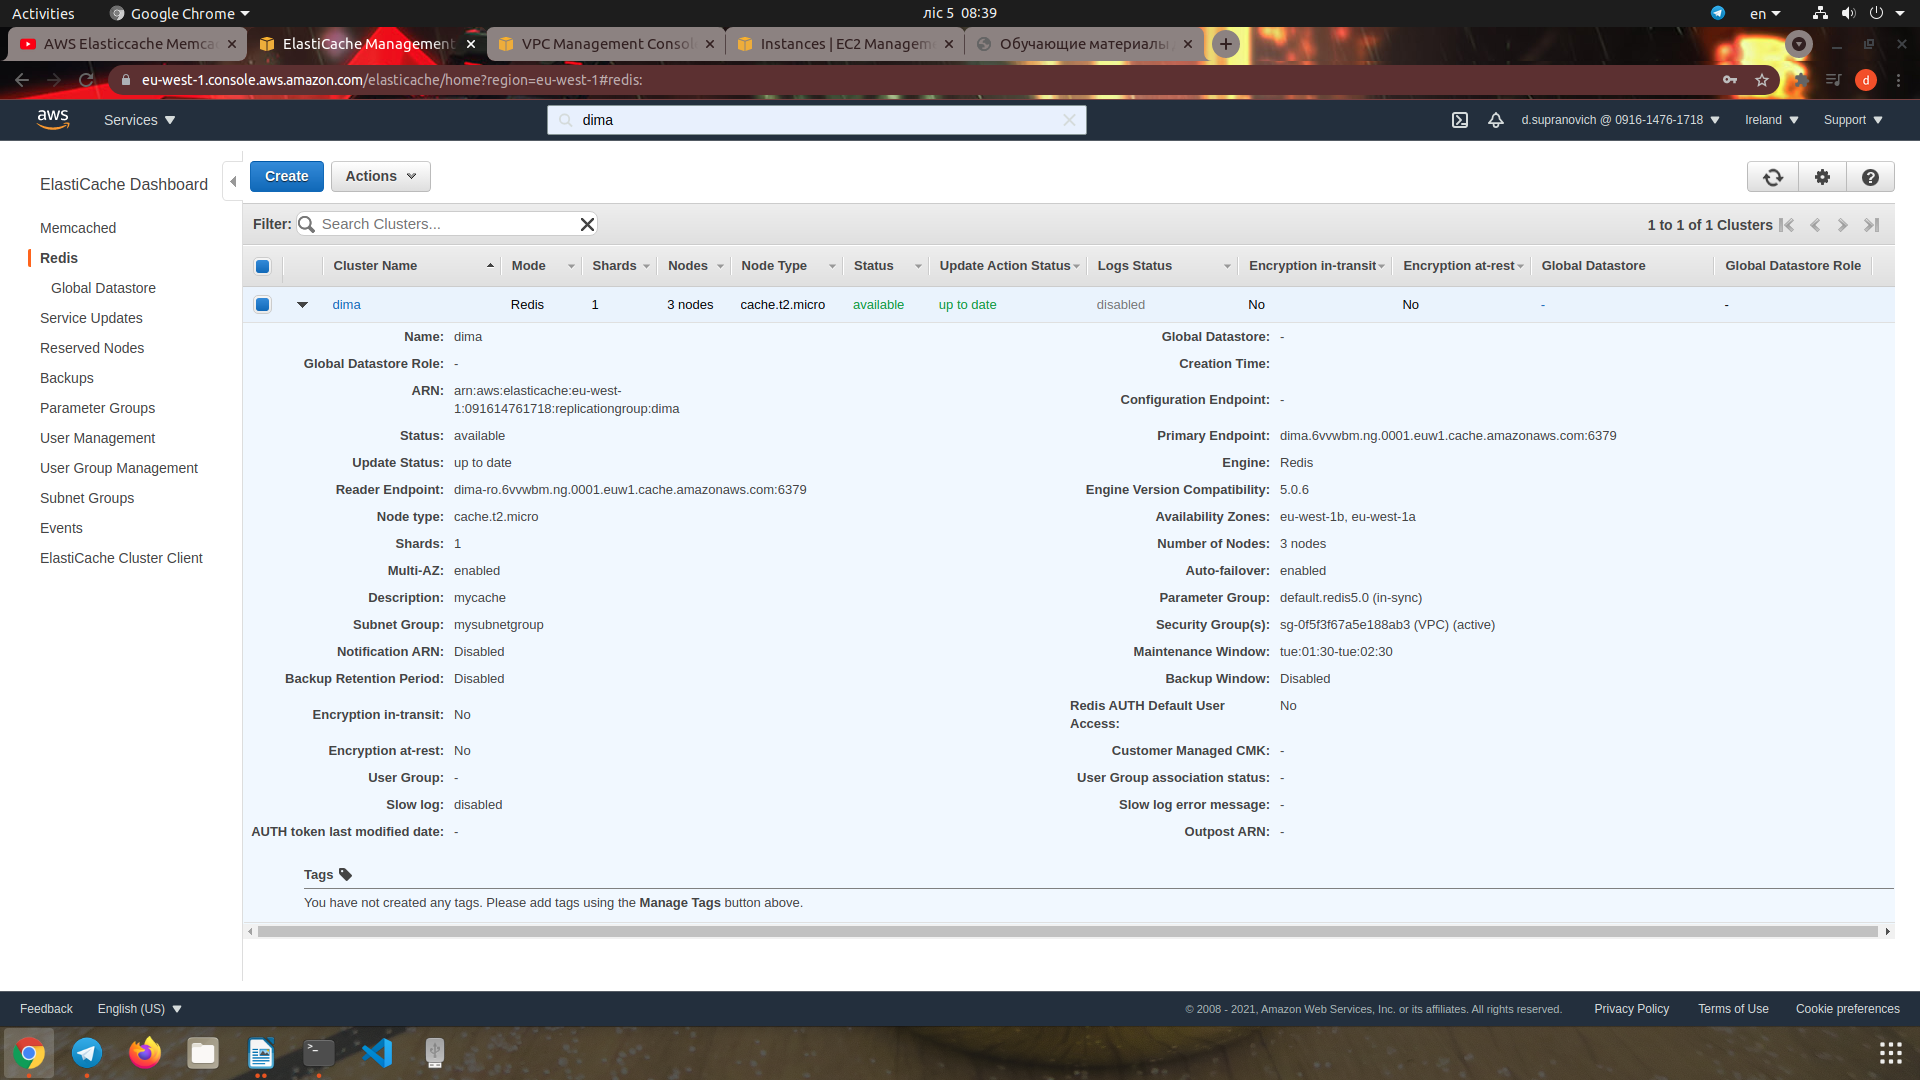 Activities
Google Chrome
ліс 5 08:39
en
AWS Elasticcache Memca
ElastiCache Management
VPC Management Consol
Instances | EC2 Managem
Обучающие материалы
eu-west-1.console.aws.amazon.com/elasticache/home?region=eu-west-1#redis:
d
aws
Services
dima
d.supranovich @ 0916-1476-1718
Ireland
Support
ElastiCache Dashboard
Memcached
Redis
Global Datastore
Service Updates
Reserved Nodes
Backups
Parameter Groups
User Management
User Group Management
Subnet Groups
Events
ElastiCache Cluster Client
Create
Actions
Filter:
Search Clusters...
1 to 1 of 1 Clusters
Cluster Name Mode Shards Nodes Node Type Status Update Action Status Logs Status Encryption in-transit Encryption at-rest Global Datastore Global Datastore Role
dima Redis 1 3 nodes cache.t2.micro available up to date disabled No No - -
Name: dima
Global Datastore: -
Global Datastore Role: -
Creation Time:
ARN: arn:aws:elasticache:eu-west-
1:091614761718:replicationgroup:dima
Configuration Endpoint: -
Status: available
Primary Endpoint: dima.6vvwbm.ng.0001.euw1.cache.amazonaws.com:6379
Update Status: up to date
Engine: Redis
Reader Endpoint: dima-ro.6vvwbm.ng.0001.euw1.cache.amazonaws.com:6379
Engine Version Compatibility: 5.0.6
Node type: cache.t2.micro
Availability Zones: eu-west-1b, eu-west-1a
Shards: 1
Number of Nodes: 3 nodes
Multi-AZ: enabled
Auto-failover: enabled
Description: mycache
Parameter Group: default.redis5.0 (in-sync)
Subnet Group: mysubnetgroup
Security Group(s): sg-0f5f3f67a5e188ab3 (VPC) (active)
Notification ARN: Disabled
Maintenance Window: tue:01:30-tue:02:30
Backup Retention Period: Disabled
Backup Window: Disabled
Encryption in-transit: No
Redis AUTH Default User
Access: No
Encryption at-rest: No
Customer Managed CMK: -
User Group: -
User Group association status: -
Slow log: disabled
Slow log error message: -
AUTH token last modified date: -
Outpost ARN: -
Tags
You have not created any tags. Please add tags using the Manage Tags button above.
Feedback
English (US)
© 2008 - 2021, Amazon Web Services, Inc. or its affiliates. All rights reserved.
Privacy Policy
Terms of Use
Cookie preferences